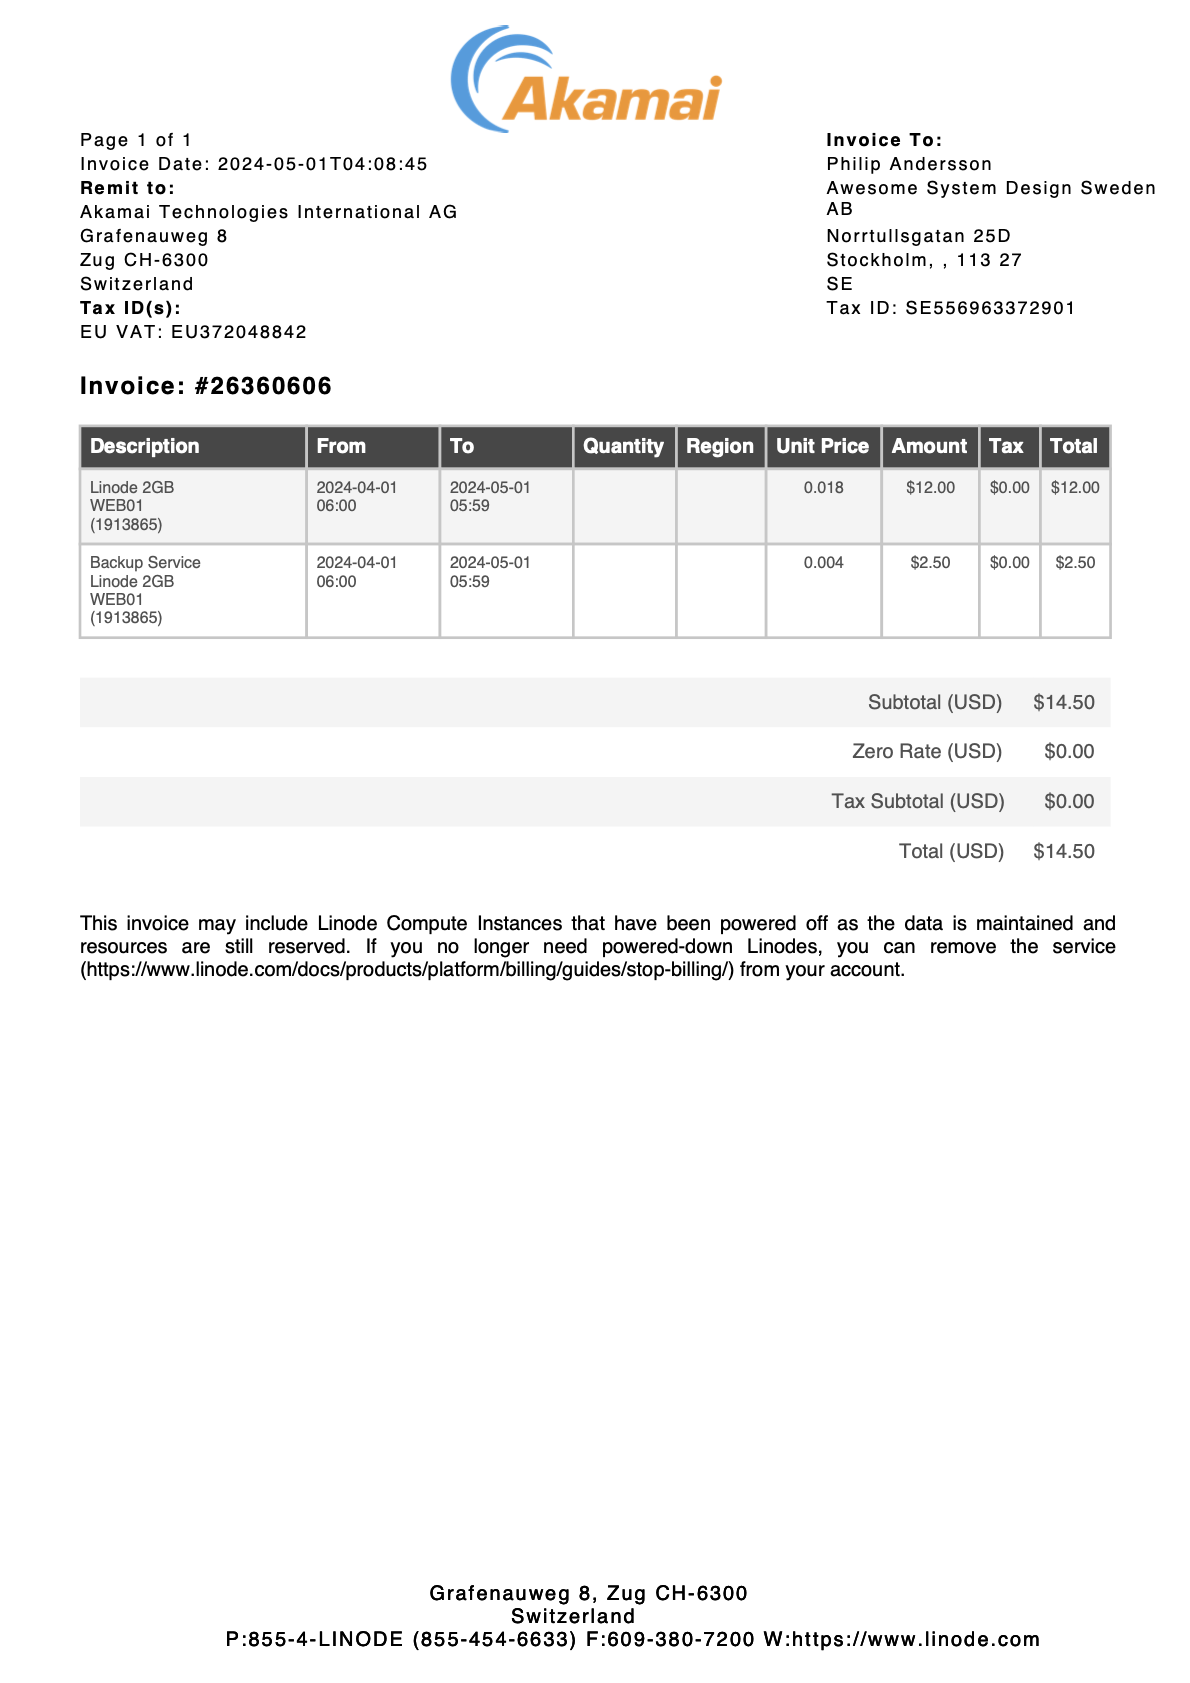 Akamai
Page 1 of 1
Invoice Date: 2024-05-01T04:08:45
Remit to:
Akamai Technologies International AG
Grafenauweg 8
Zug CH-6300
Switzerland
Tax ID(s):
EU VAT: EU372048842
Invoice To:
Philip Andersson
Awesome System Design Sweden
AB
Norrtullsgatan 25D
Stockholm, , 113 27
SE
Tax ID: SE556963372901
Invoice: #26360606
Description From To Quantity Region Unit Price Amount Tax Total
Linode 2GB 2024-04-01 2024-05-01 0.018 $12.00 $0.00 $12.00
WEB01 06:00 05:59
(1913865)
Backup Service 2024-04-01 2024-05-01 0.004 $2.50 $0.00 $2.50
Linode 2GB 06:00 05:59
WEB01
(1913865)
Subtotal (USD) $14.50
Zero Rate (USD) $0.00
Tax Subtotal (USD) $0.00
Total (USD) $14.50
This invoice may include Linode Compute Instances that have been powered off as the data is maintained and
resources are still reserved. If you no longer need powered-down Linodes, you can remove the service
(https://www.linode.com/docs/products/platform/billing/guides/stop-billing/) from your account.
Grafenauweg 8, Zug CH-6300
Switzerland
P:855-4-LINODE (855-454-6633) F:609-380-7200 W:https://www.linode.com